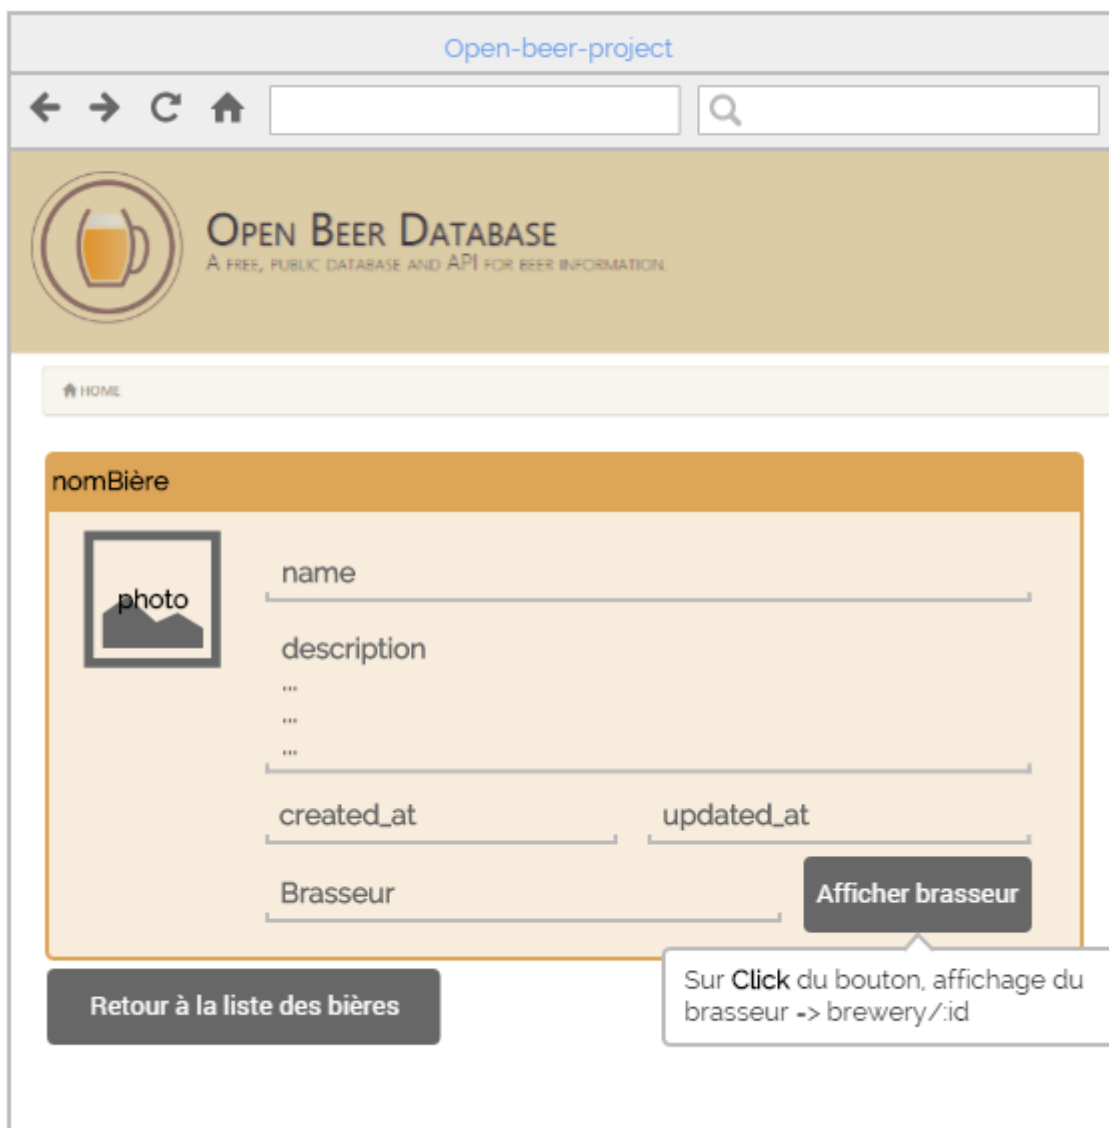 Open-beer-project
OPEN BEER DATABASE
A FREE, PUBLIC DATABASE AND API FOR BEER INFORMATION.
HOME
nomBière
photo
name
description
...
...
...
created_at updated_at
Brasseur
Afficher brasseur
Sur Click du bouton, affichage du
brasseur => brewery/:id
Retour à la liste des bières